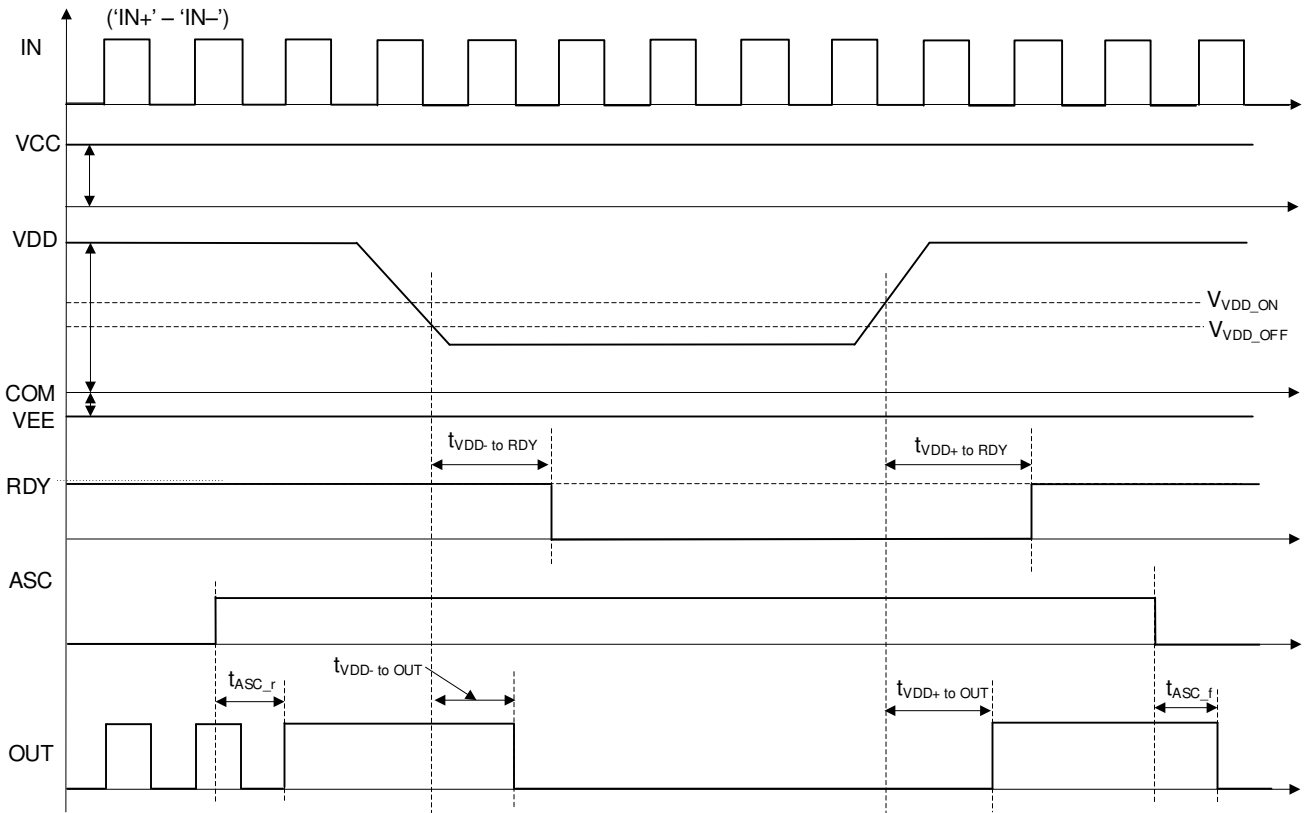 (‘IN+’ – ‘IN–’)
IN
VCC
VDD
VVDD_ON
VVDD_OFF
COM
VEE
tVDD- to RDY
tVDD+ to RDY
RDY
ASC
tASC_r
tVDD- to OUT
tVDD+ to OUT
tASC_f
OUT